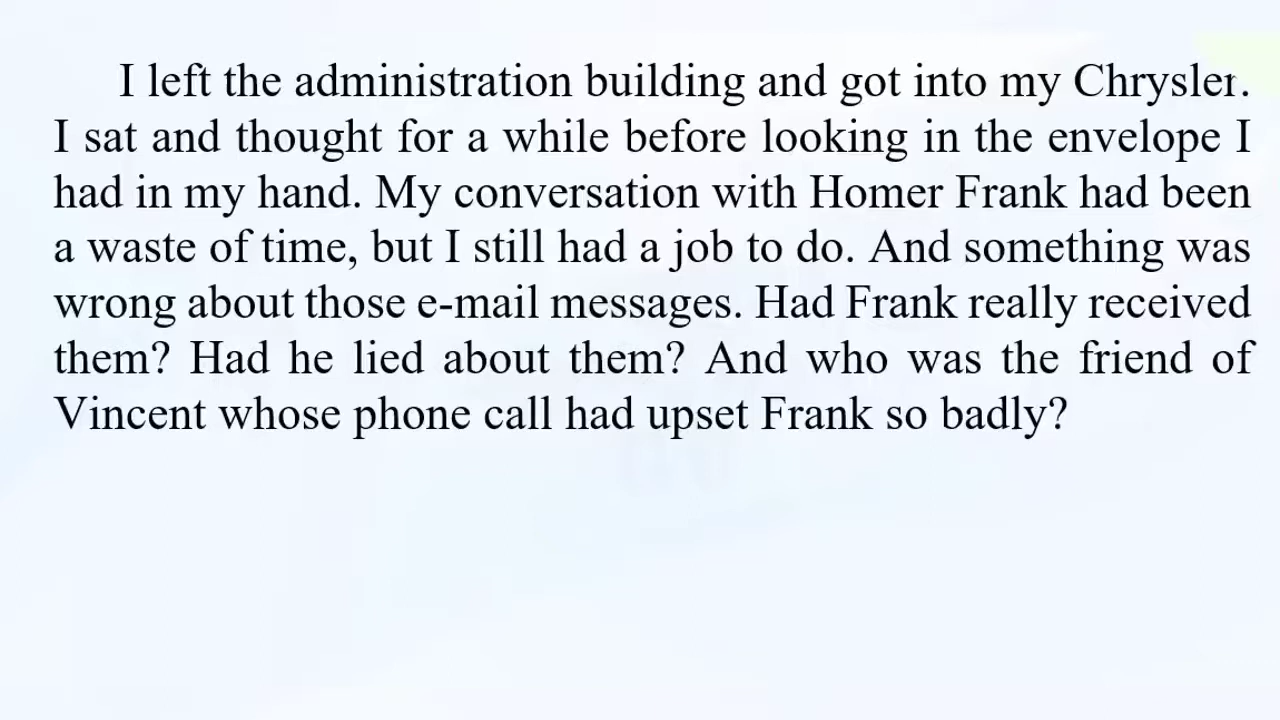 I left the administration building and got into my Chrysler.
I sat and thought for a while before looking in the envelope I
had in my hand. My conversation with Homer Frank had been
a waste of time, but I still had a job to do. And something was
wrong about those e-mail messages. Had Frank really received
them? Had he lied about them? And who was the friend of
Vincent whose phone call had upset Frank so badly?